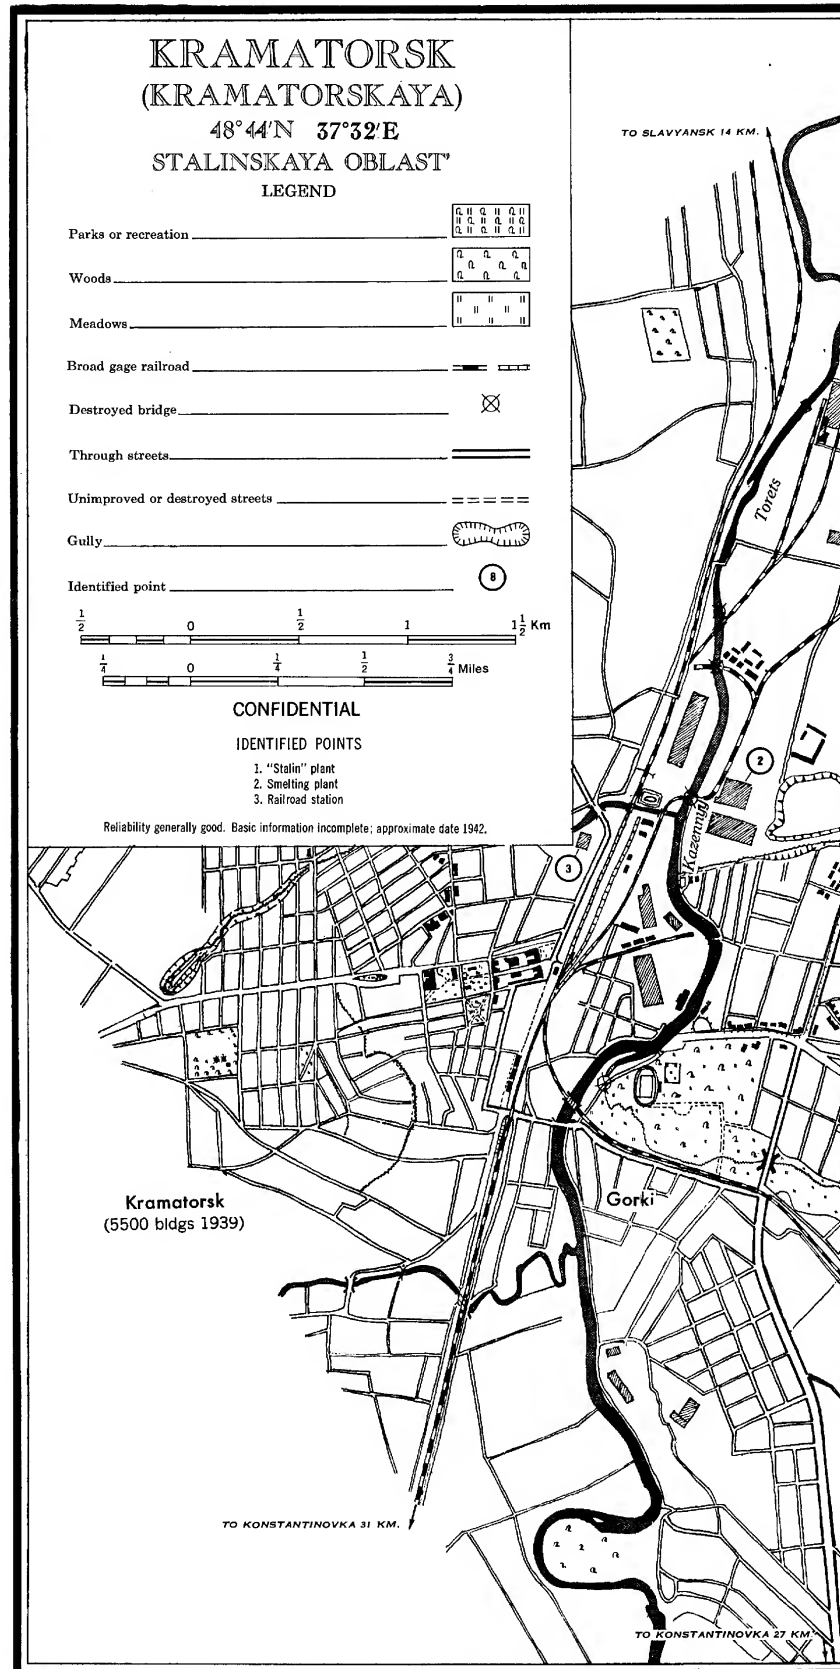 KRAMATORSK
(KRAMATORSKAYA)
48°44'N 37°32'E
STALINSKAYA OBLAST'
LEGEND
Parks or recreation
Woods
Meadows
Broad gage railroad
Destroyed bridge
Through streets
Unimproved or destroyed streets
Gully
Identified point 8
1/2 0 1/2 1 1 1/2 Km
1/4 0 1/4 1/2 3/4 Miles
CONFIDENTIAL
IDENTIFIED POINTS
1. "Stalin" plant
2. Smelting plant
3. Railroad station
Reliability generally good. Basic information incomplete; approximate date 1942.
TO SLAVYANSK 14 KM.
Torets
2
Kazennyy
3
Kramatorsk
(5500 bldgs 1939)
Gorki
TO KONSTANTINOVKA 31 KM.
TO KONSTANTINOVKA 27 KM.